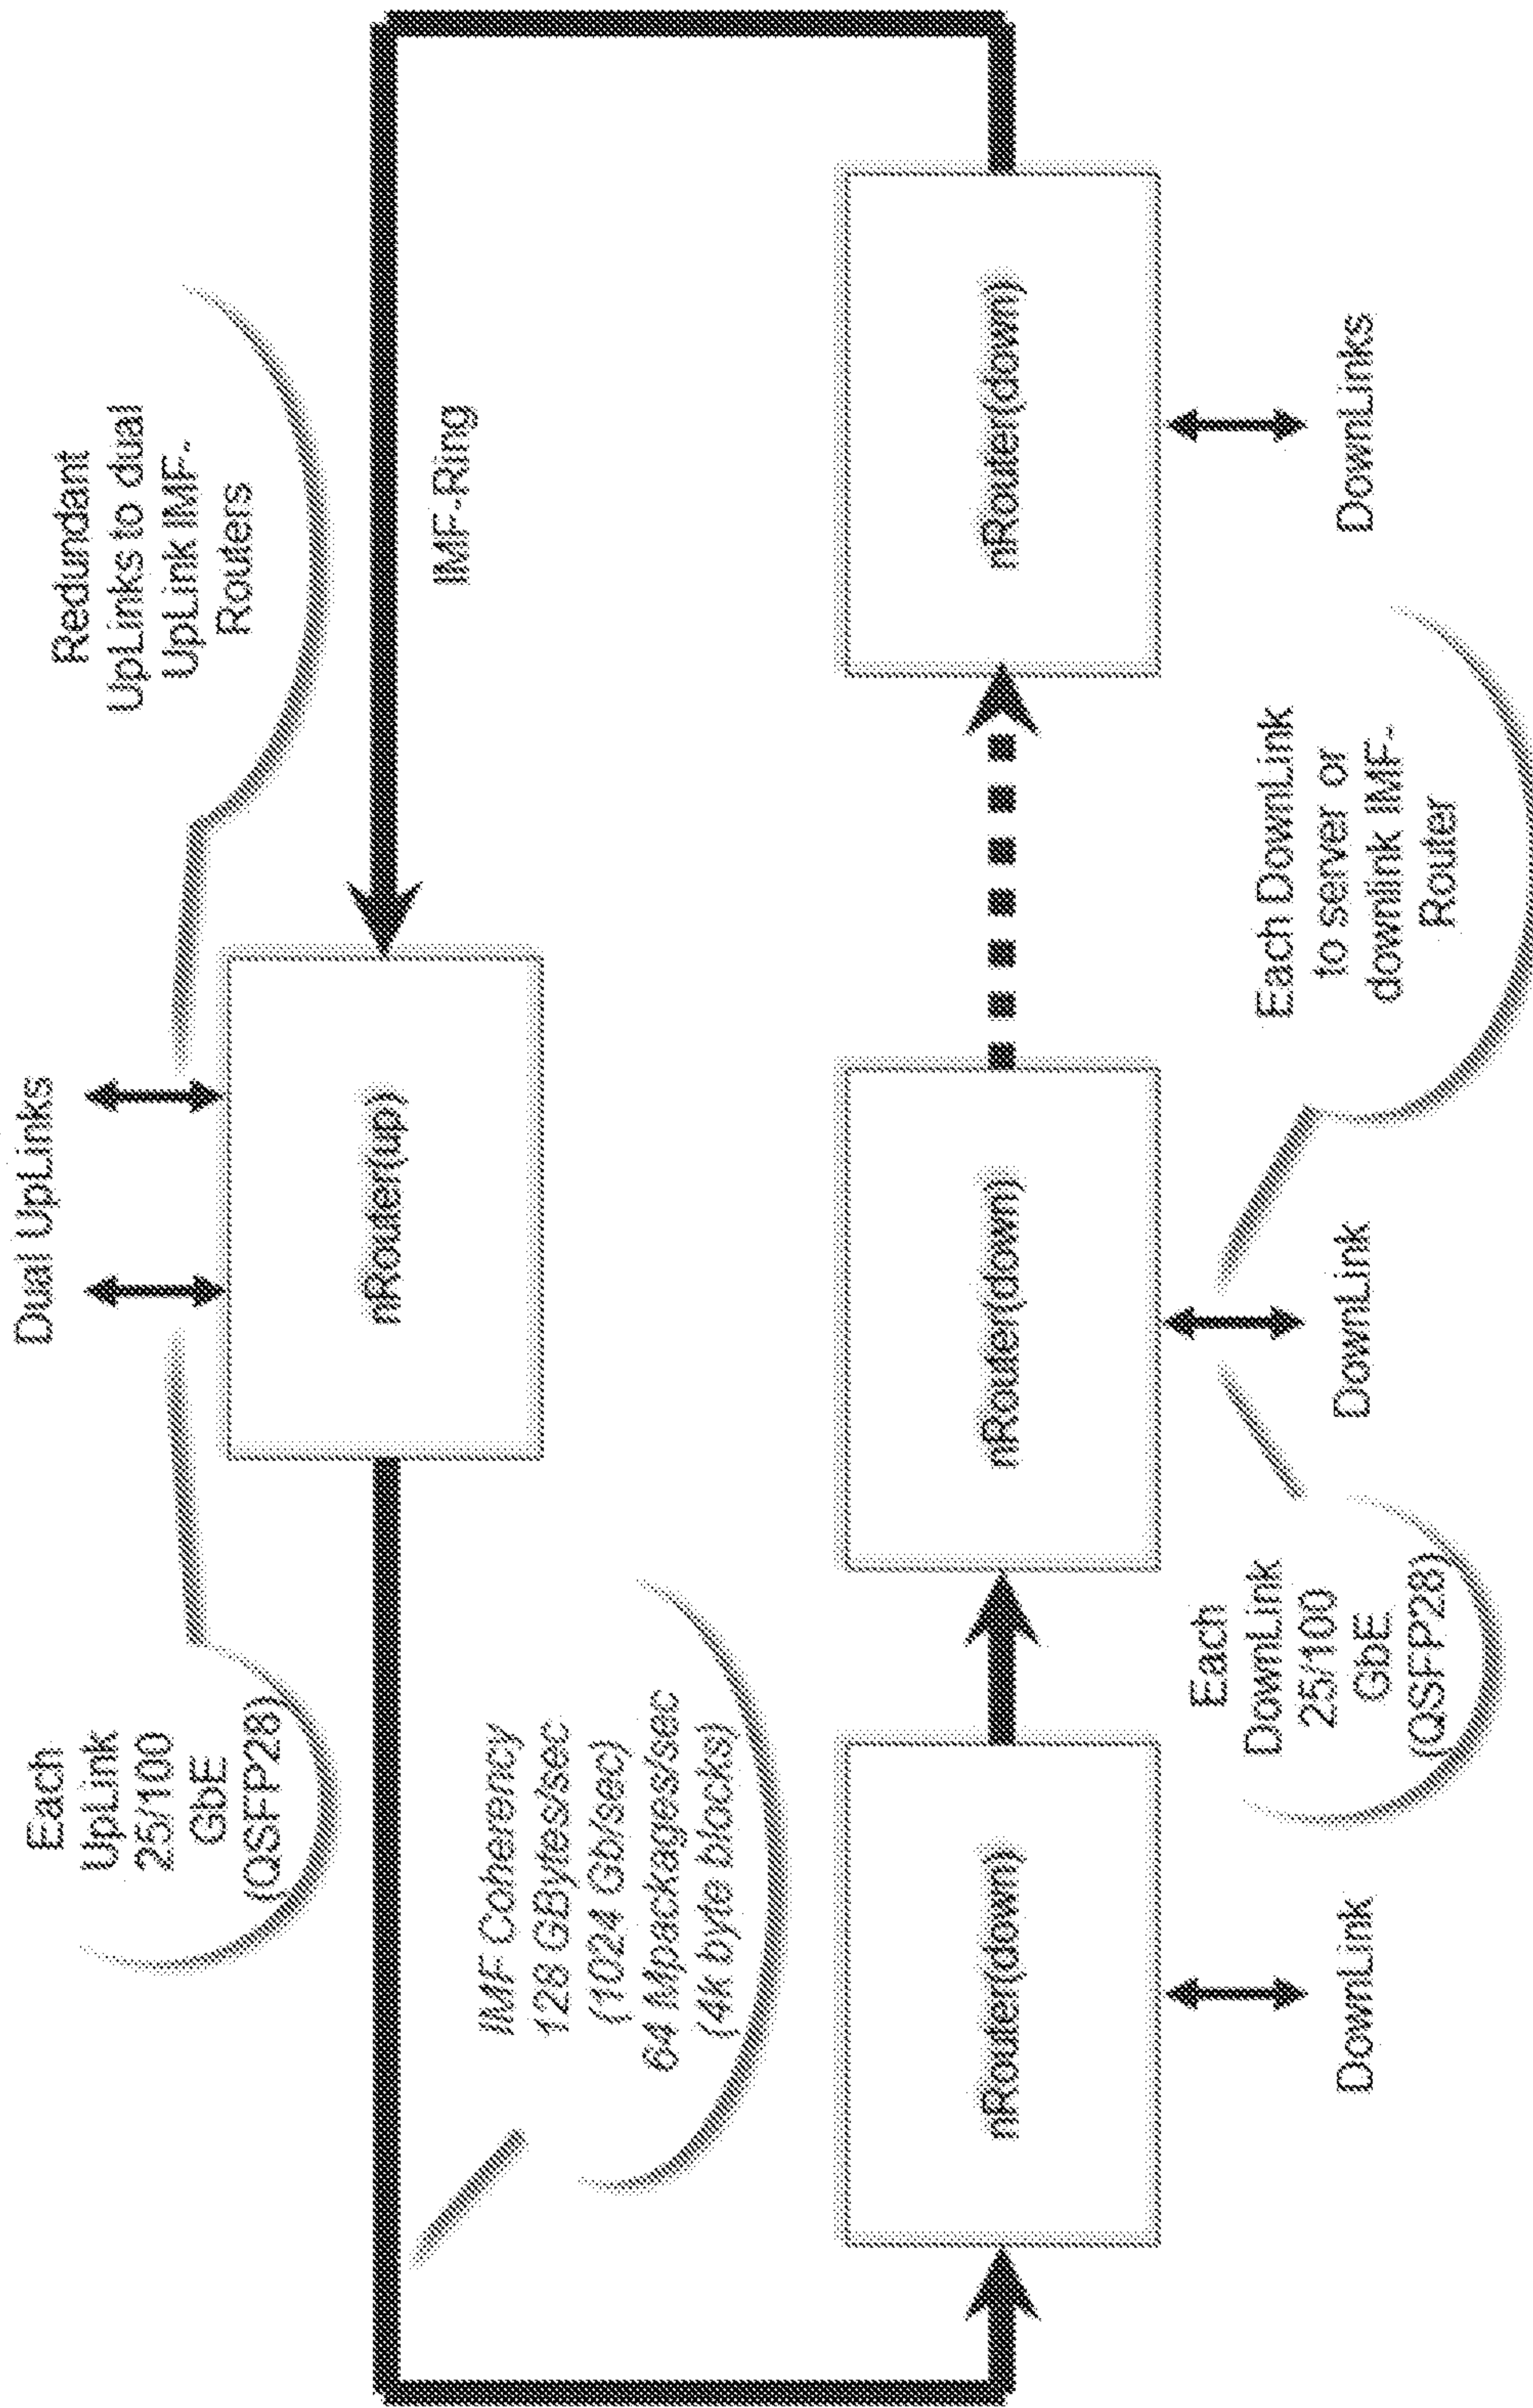 Dual UpLinks
Each
UpLink
25/100
GbE
(QSFP28)
Redundant
UpLinks to dual
UpLink IMF-
Routers
nRouter(up)
IMF-Ring
IMF Coherency
128 GBytes/sec
(1024 Gb/sec)
64 Mpackages/sec
(4k byte blocks)
nRouter(down)
nRouter(down)
nRouter(down)
Each
DownLink
25/100
GbE
(QSFP28)
Each DownLink
to server or
downlink IMF-
Router
DownLink
DownLink
DownLinks